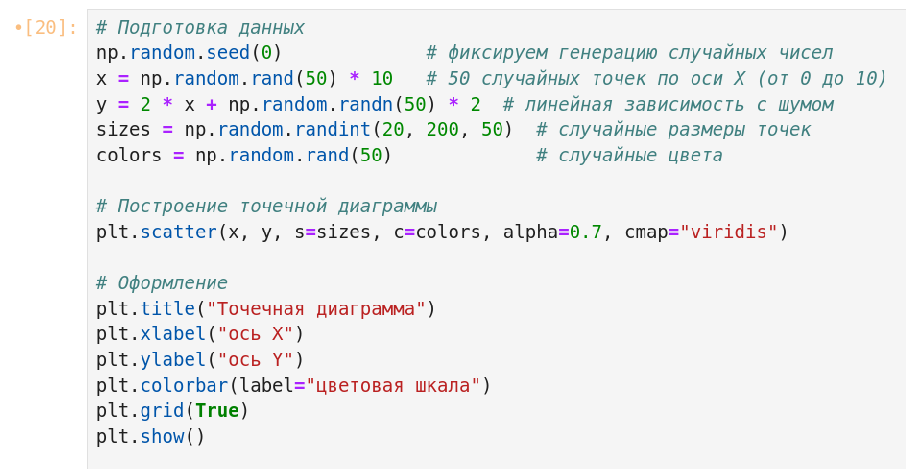 •[20]:
# Подготовка данных
np.random.seed(0)             # фиксируем генерацию случайных чисел
x = np.random.rand(50) * 10   # 50 случайных точек по оси X (от 0 до 10)
y = 2 * x + np.random.randn(50) * 2  # линейная зависимость с шумом
sizes = np.random.randint(20, 200, 50)  # случайные размеры точек
colors = np.random.rand(50)             # случайные цвета

# Построение точечной диаграммы
plt.scatter(x, y, s=sizes, c=colors, alpha=0.7, cmap="viridis")

# Оформление
plt.title("Точечная диаграмма")
plt.xlabel("ось X")
plt.ylabel("ось Y")
plt.colorbar(label="цветовая шкала")
plt.grid(True)
plt.show()